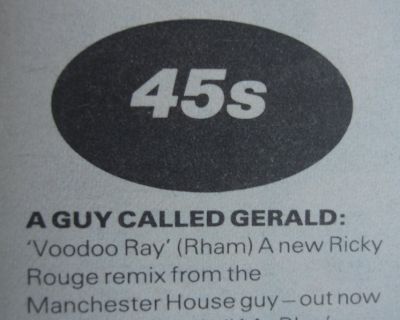 45s
A GUY CALLED GERALD:
‘Voodoo Ray’ (Rham) A new Ricky
Rouge remix from the
Manchester House guy – out now